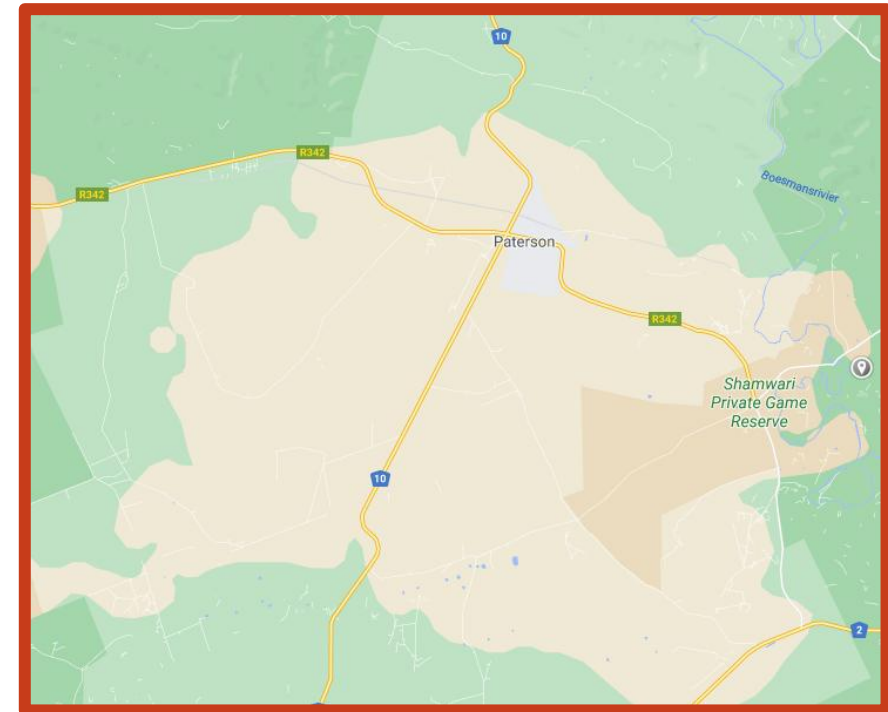 10
R342
R342
Boesmansrivier
Paterson
R342
Shamwari
Private Game
Reserve
10
2